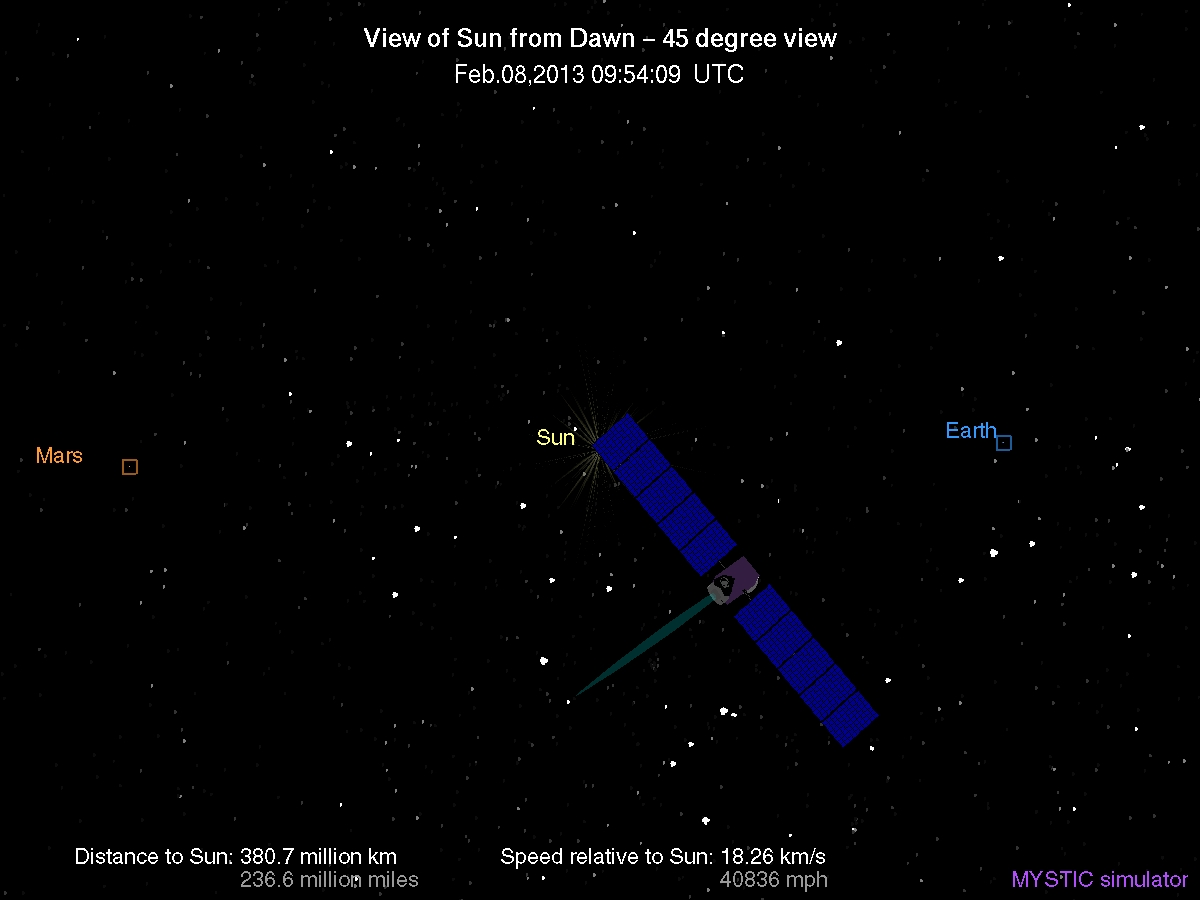 View of Sun from Dawn – 45 degree view
Feb.08,2013 09:54:09 UTC
Sun
Earth
Mars
Distance to Sun: 380.7 million km
236.6 million miles
Speed relative to Sun: 18.26 km/s
40836 mph
MYSTIC simulator